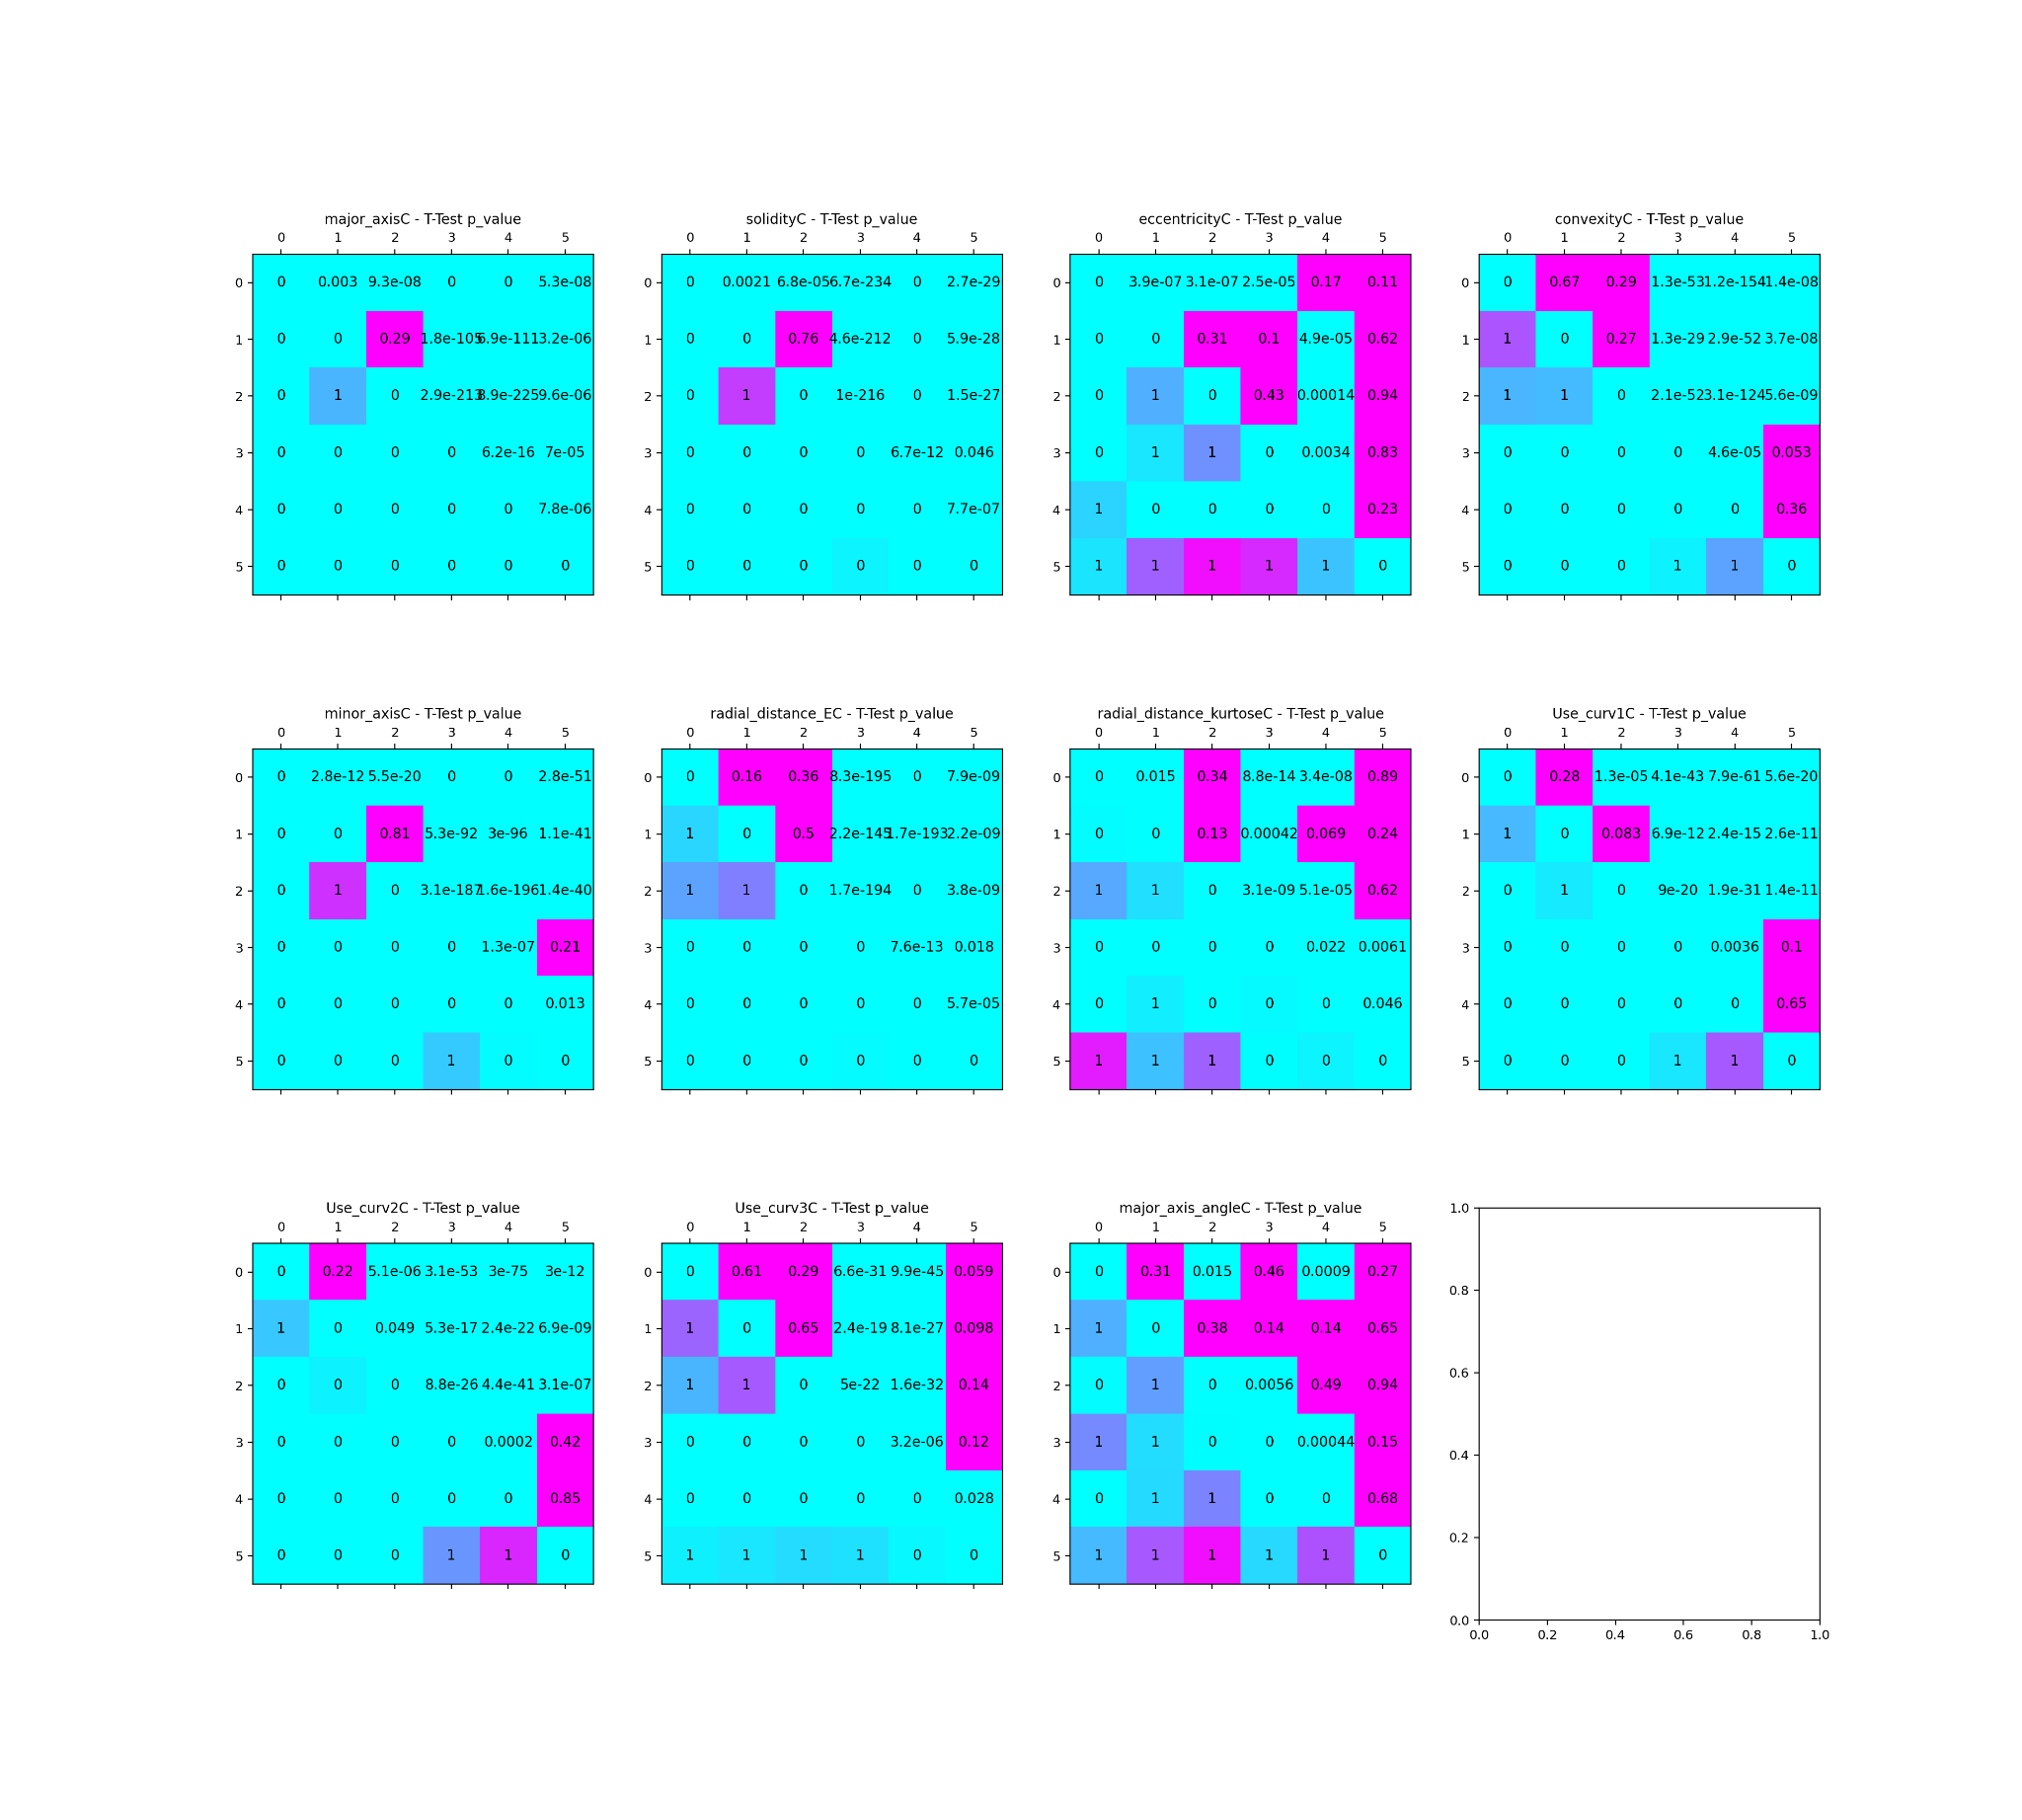 major_axisC - T-Test p_value
0 1 2 3 4 5
0 0 0.003 9.3e-08 0 0 5.3e-08
1 0 0 0.29 1.8e-105 6.9e-111 3.2e-06
2 0 1 0 2.9e-213 8.9e-225 9.6e-06
3 0 0 0 0 6.2e-16 7e-05
4 0 0 0 0 0 7.8e-06
5 0 0 0 0 0 0
solidityC - T-Test p_value
0 1 2 3 4 5
0 0 0.0021 6.8e-05 6.7e-234 0 2.7e-29
1 0 0 0.76 4.6e-212 0 5.9e-28
2 0 1 0 1e-216 0 1.5e-27
3 0 0 0 0 6.7e-12 0.046
4 0 0 0 0 0 7.7e-07
5 0 0 0 0 0 0
eccentricityC - T-Test p_value
0 1 2 3 4 5
0 0 3.9e-07 3.1e-07 2.5e-05 0.17 0.11
1 0 0 0.31 0.1 4.9e-05 0.62
2 0 1 0 0.43 0.00014 0.94
3 0 1 1 0 0.0034 0.83
4 1 0 0 0 0 0.23
5 1 1 1 1 1 0
convexityC - T-Test p_value
0 1 2 3 4 5
0 0 0.67 0.29 1.3e-53 1.2e-154 1.4e-08
1 1 0 0.27 1.3e-29 2.9e-52 3.7e-08
2 1 1 0 2.1e-52 3.1e-124 5.6e-09
3 0 0 0 0 4.6e-05 0.053
4 0 0 0 0 0 0.36
5 0 0 0 1 1 0
minor_axisC - T-Test p_value
0 1 2 3 4 5
0 0 2.8e-12 5.5e-20 0 0 2.8e-51
1 0 0 0.81 5.3e-92 3e-96 1.1e-41
2 0 1 0 3.1e-187 1.6e-196 1.4e-40
3 0 0 0 0 1.3e-07 0.21
4 0 0 0 0 0 0.013
5 0 0 0 1 0 0
radial_distance_EC - T-Test p_value
0 1 2 3 4 5
0 0 0.16 0.36 8.3e-195 0 7.9e-09
1 1 0 0.5 2.2e-145 1.7e-193 2.2e-09
2 1 1 0 1.7e-194 0 3.8e-09
3 0 0 0 0 7.6e-13 0.018
4 0 0 0 0 0 5.7e-05
5 0 0 0 0 0 0
radial_distance_kurtoseC - T-Test p_value
0 1 2 3 4 5
0 0 0.015 0.34 8.8e-14 3.4e-08 0.89
1 0 0 0.13 0.00042 0.069 0.24
2 1 1 0 3.1e-09 5.1e-05 0.62
3 0 0 0 0 0.022 0.0061
4 0 1 0 0 0 0.046
5 1 1 1 0 0 0
Use_curv1C - T-Test p_value
0 1 2 3 4 5
0 0 0.28 1.3e-05 4.1e-43 7.9e-61 5.6e-20
1 1 0 0.083 6.9e-12 2.4e-15 2.6e-11
2 0 1 0 9e-20 1.9e-31 1.4e-11
3 0 0 0 0 0.0036 0.1
4 0 0 0 0 0 0.65
5 0 0 0 1 1 0
Use_curv2C - T-Test p_value
0 1 2 3 4 5
0 0 0.22 5.1e-06 3.1e-53 3e-75 3e-12
1 1 0 0.049 5.3e-17 2.4e-22 6.9e-09
2 0 0 0 8.8e-26 4.4e-41 3.1e-07
3 0 0 0 0 0.0002 0.42
4 0 0 0 0 0 0.85
5 0 0 0 1 1 0
Use_curv3C - T-Test p_value
0 1 2 3 4 5
0 0 0.61 0.29 6.6e-31 9.9e-45 0.059
1 1 0 0.65 2.4e-19 8.1e-27 0.098
2 1 1 0 5e-22 1.6e-32 0.14
3 0 0 0 0 3.2e-06 0.12
4 0 0 0 0 0 0.028
5 1 1 1 1 0 0
major_axis_angleC - T-Test p_value
0 1 2 3 4 5
0 0 0.31 0.015 0.46 0.0009 0.27
1 1 0 0.38 0.14 0.14 0.65
2 0 1 0 0.0056 0.49 0.94
3 1 1 0 0 0.00044 0.15
4 0 1 1 0 0 0.68
5 1 1 1 1 1 0
1.0
0.8
0.6
0.4
0.2
0.0
0.0 0.2 0.4 0.6 0.8 1.0